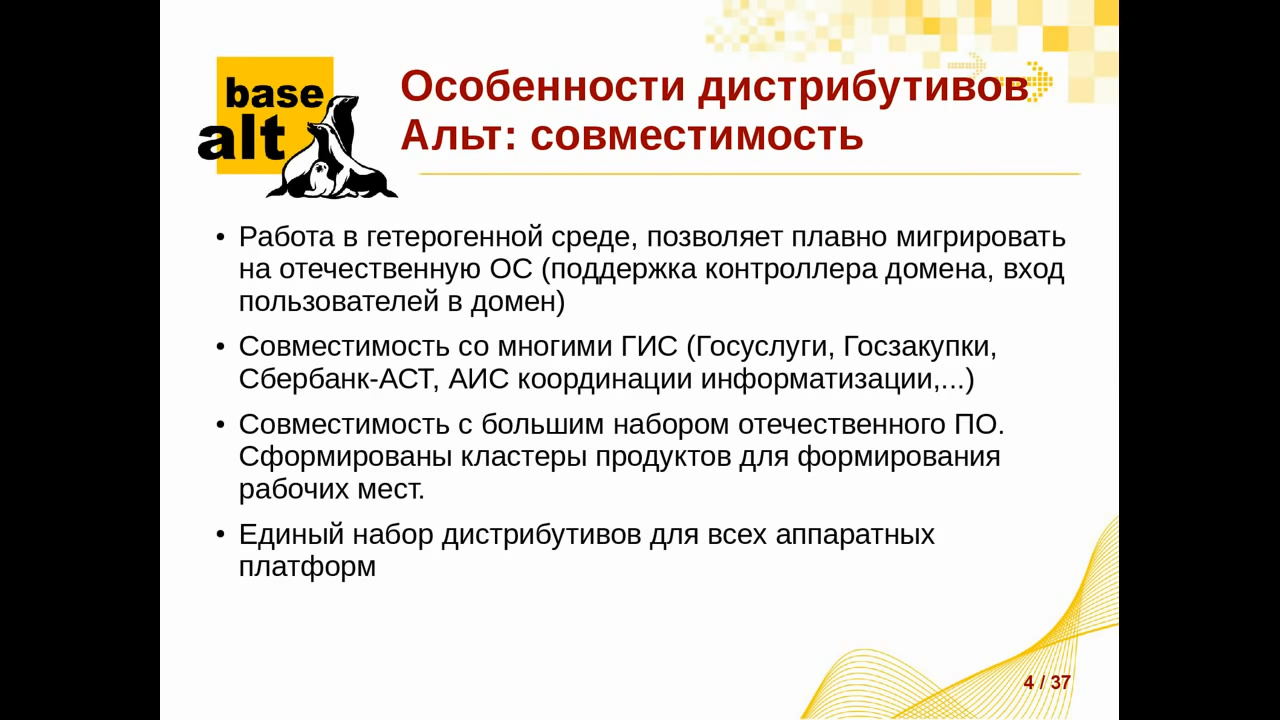 base
alt
Особенности дистрибутивов
Альт: совместимость
• Работа в гетерогенной среде, позволяет плавно мигрировать
на отечественную ОС (поддержка контроллера домена, вход
пользователей в домен)
• Совместимость со многими ГИС (Госуслуги, Госзакупки,
Сбербанк-АСТ, АИС координации информатизации,...)
• Совместимость с большим набором отечественного ПО.
Сформированы кластеры продуктов для формирования
рабочих мест.
• Единый набор дистрибутивов для всех аппаратных
платформ
4 / 37